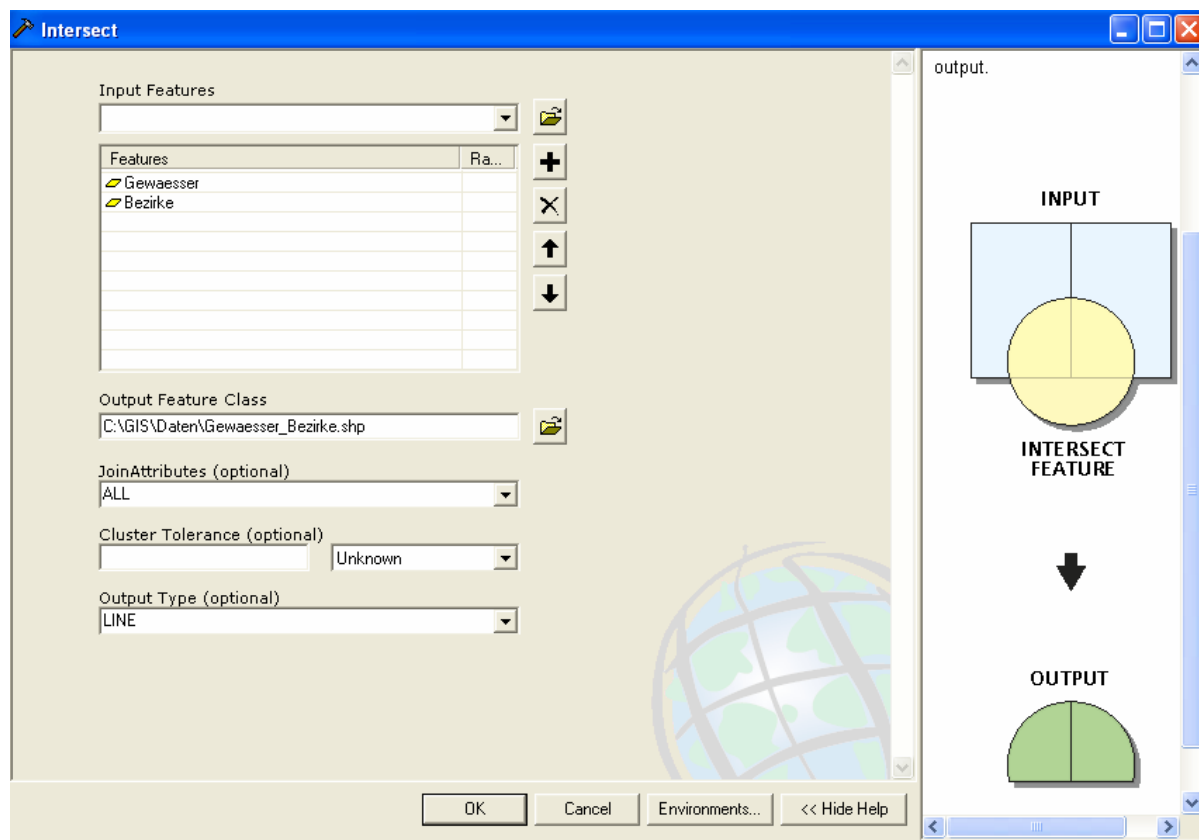 Intersect
Input Features
Features Ra...
Gewaesser
Bezirke
Output Feature Class
C:\GIS\Daten\Gewaesser_Bezirke.shp
JoinAttributes (optional)
ALL
Cluster Tolerance (optional)
Unknown
Output Type (optional)
LINE
OK Cancel Environments... << Hide Help
output.
INPUT
INTERSECT
FEATURE
OUTPUT